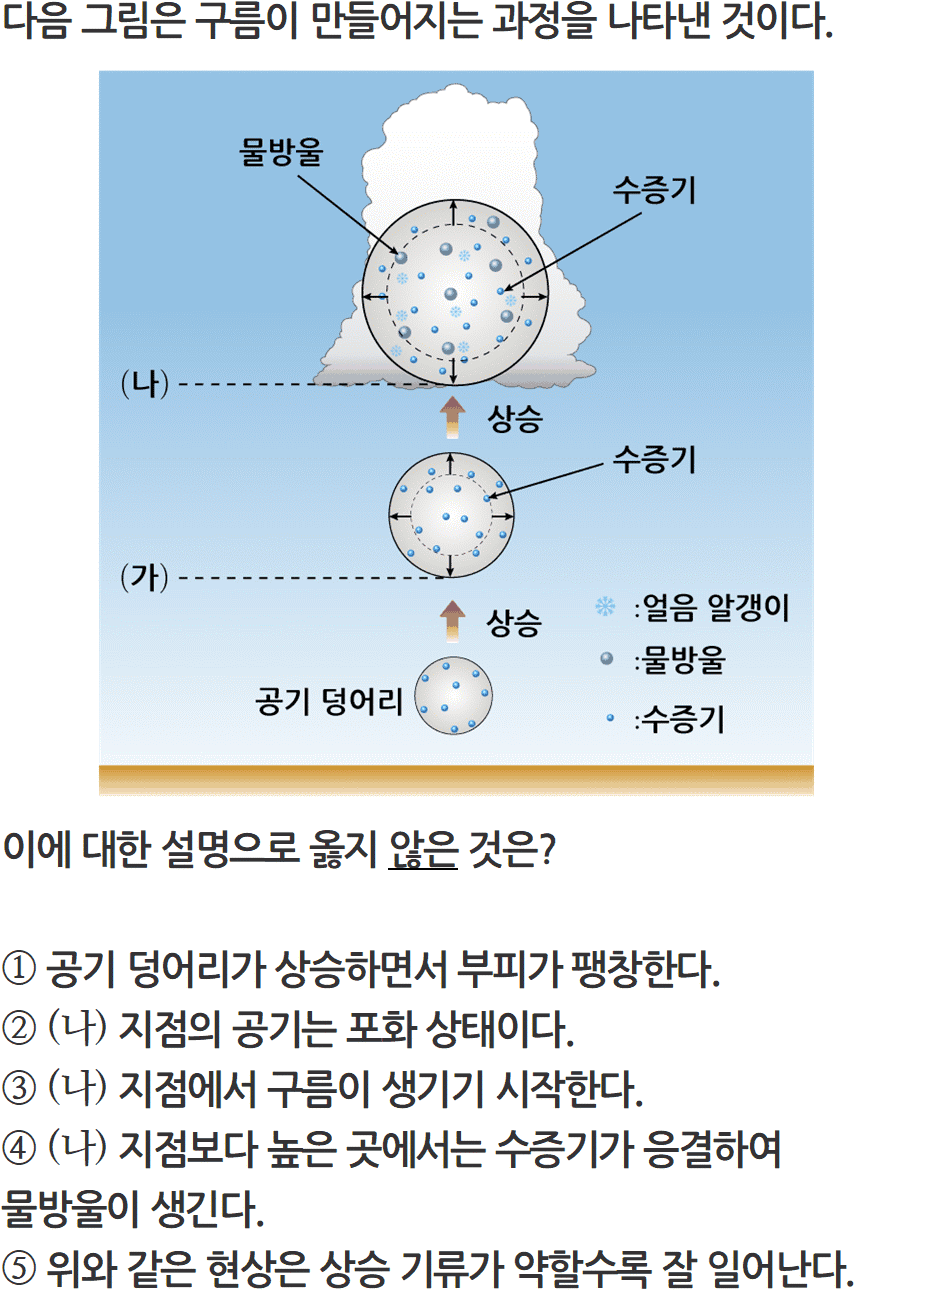 다음 그림은 구름이 만들어지는 과정을 나타낸 것이다.
물방울
수증기
(나)
상승
수증기
(가)
상승
:얼음 알갱이
:물방울
공기 덩어리
:수증기
이에 대한 설명으로 옳지 않은 것은?
① 공기 덩어리가 상승하면서 부피가 팽창한다.
② (나) 지점의 공기는 포화 상태이다.
③ (나) 지점에서 구름이 생기기 시작한다.
④ (나) 지점보다 높은 곳에서는 수증기가 응결하여
물방울이 생긴다.
⑤ 위와 같은 현상은 상승 기류가 약할수록 잘 일어난다.